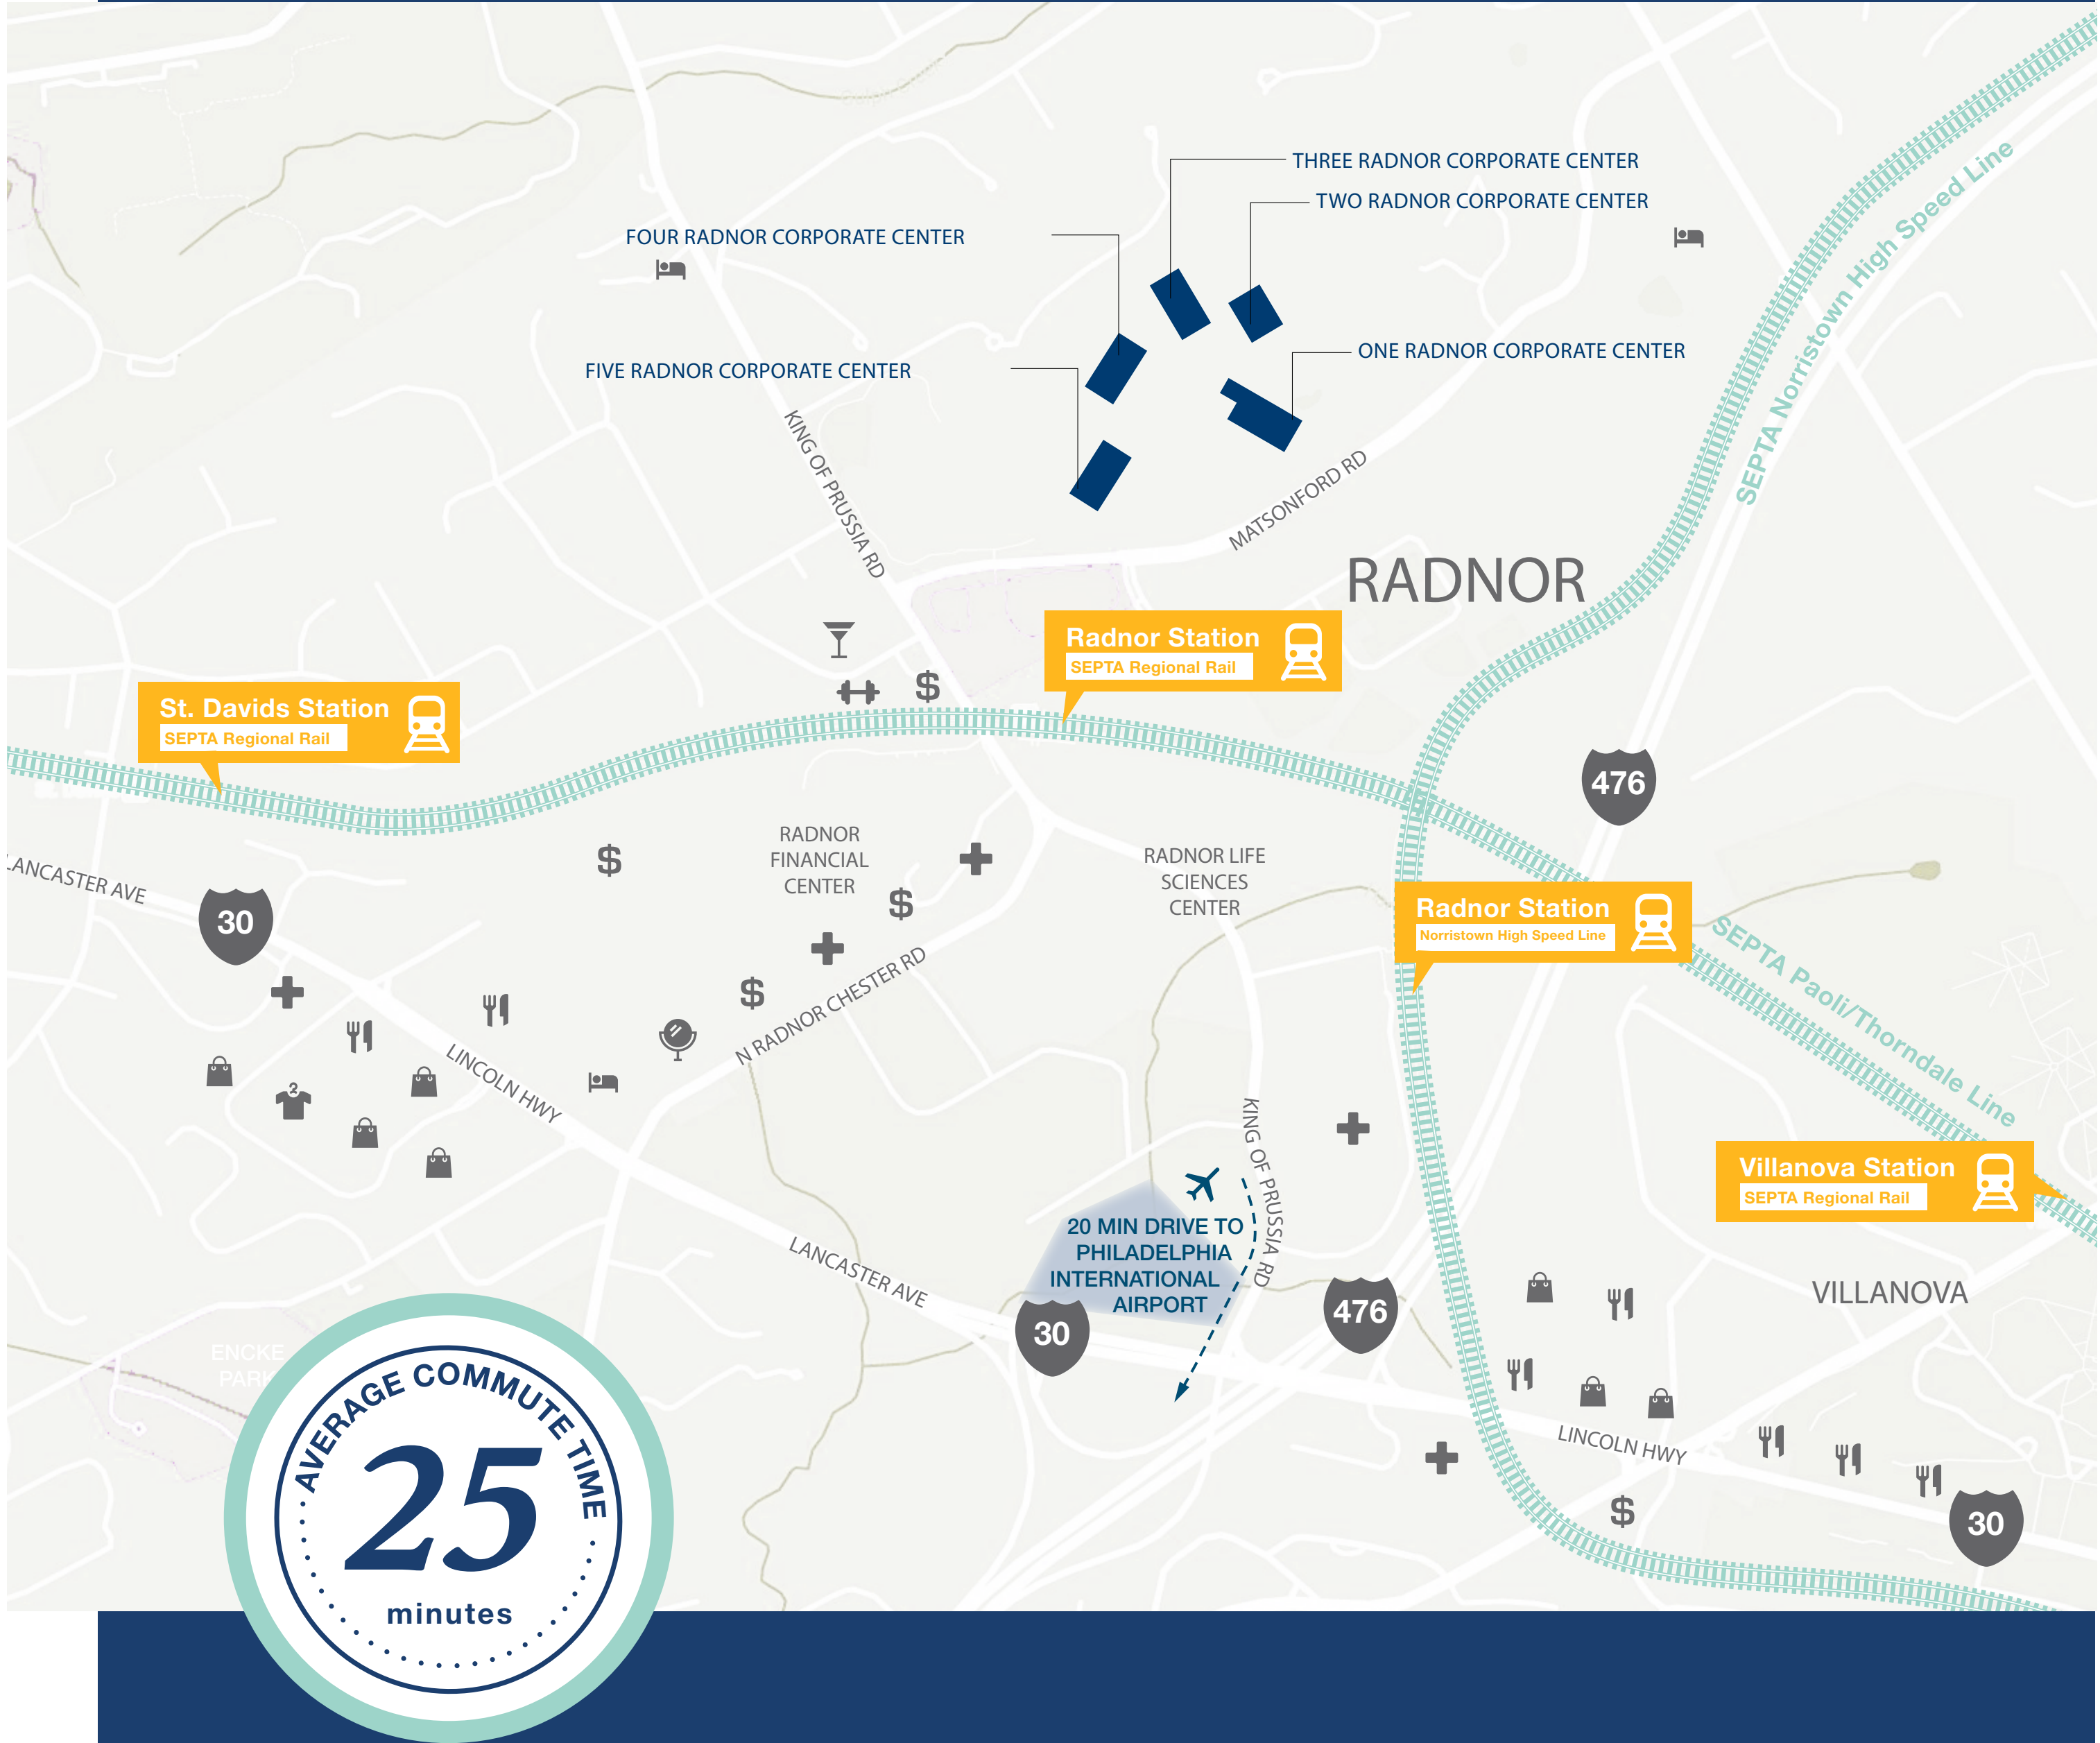 THREE RADNOR CORPORATE CENTER
TWO RADNOR CORPORATE CENTER
FOUR RADNOR CORPORATE CENTER
ONE RADNOR CORPORATE CENTER
FIVE RADNOR CORPORATE CENTER
SEPTA Norristown High Speed Line
KING OF PRUSSIA RD
MATSONFORD RD
RADNOR
Radnor Station
SEPTA Regional Rail
St. Davids Station
SEPTA Regional Rail
476
RADNOR
FINANCIAL
CENTER
RADNOR LIFE
SCIENCES
CENTER
LANCASTER AVE
30
Radnor Station
Norristown High Speed Line
SEPTA Paoli/Thorndale Line
N RADNOR CHESTER RD
LINCOLN HWY
KING OF PRUSSIA RD
Villanova Station
SEPTA Regional Rail
20 MIN DRIVE TO
PHILADELPHIA
INTERNATIONAL
AIRPORT
LANCASTER AVE
30
476
VILLANOVA
ENCKE
PARK
LINCOLN HWY
30
AVERAGE COMMUTE TIME
25
minutes